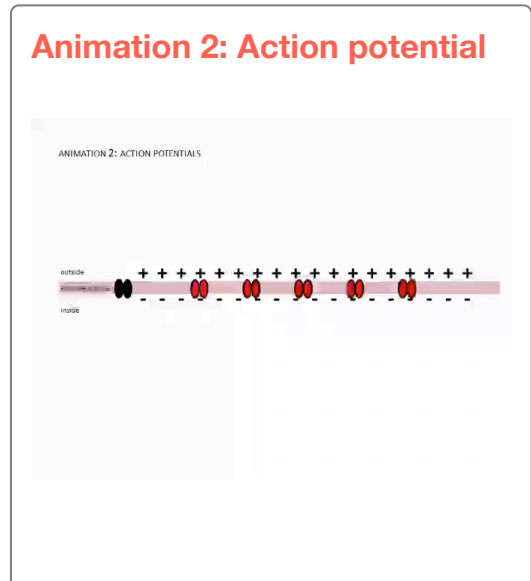 Animation 2: Action potential
ANIMATION 2: ACTION POTENTIALS
outside
+ + + + + + + + + + + + + + + + + +
- - - - - - - - - - - - - - - - - -
inside